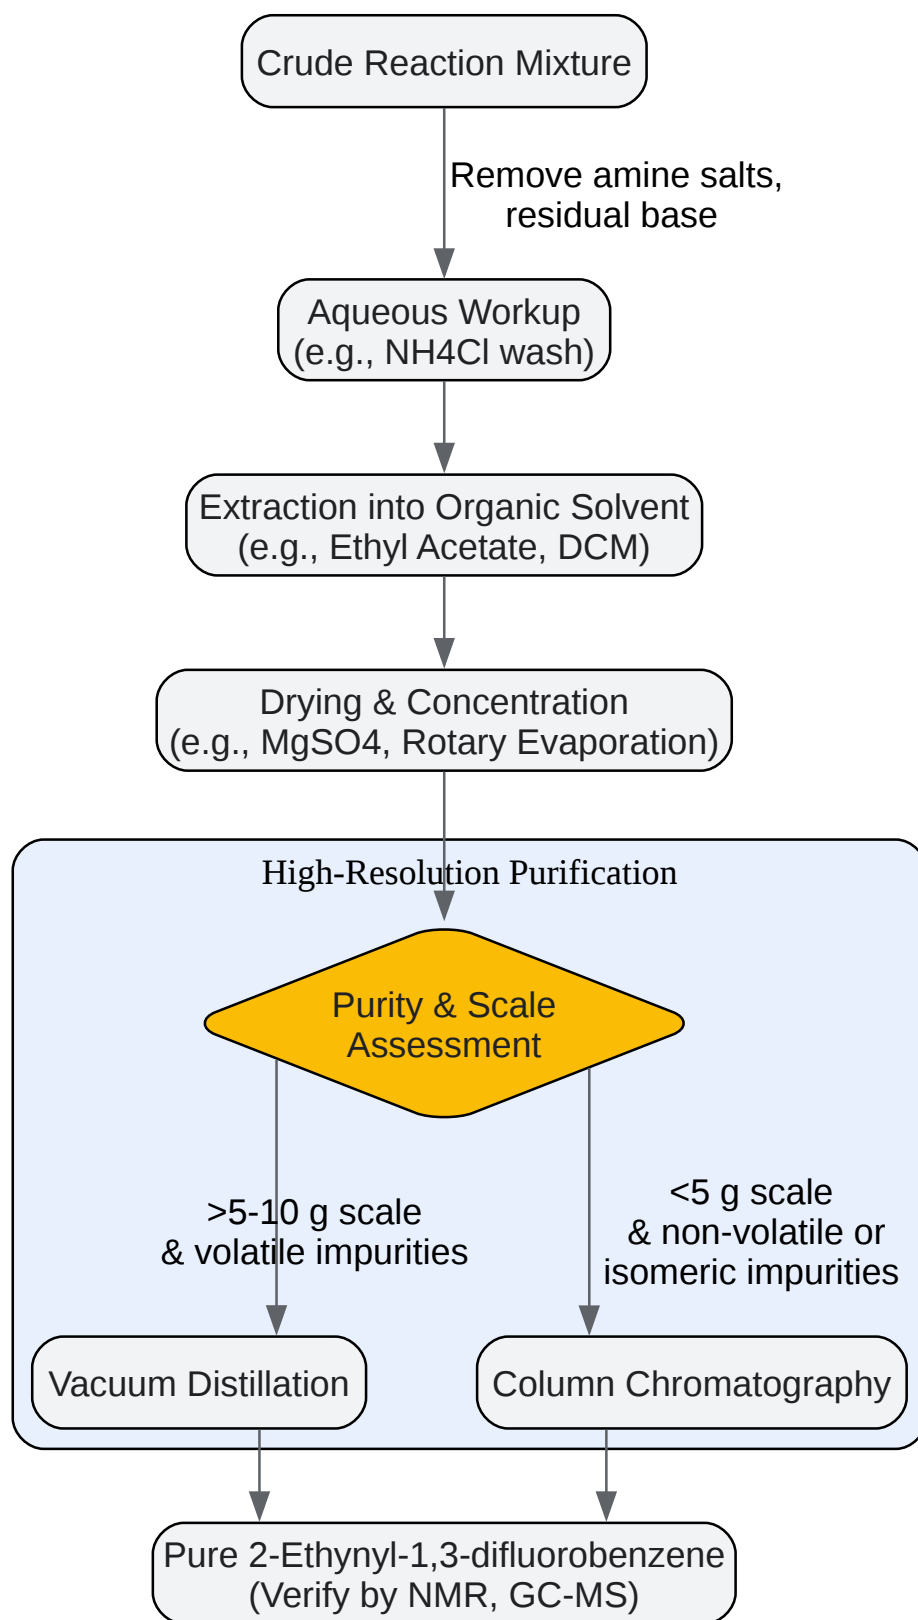 Crude Reaction Mixture
Remove amine salts,
residual base
Aqueous Workup
(e.g., NH4Cl wash)
Extraction into Organic Solvent
(e.g., Ethyl Acetate, DCM)
Drying & Concentration
(e.g., MgSO4, Rotary Evaporation)
High-Resolution Purification
Purity & Scale
Assessment
>5-10 g scale
& volatile impurities
<5 g scale
& non-volatile or
isomeric impurities
Vacuum Distillation
Column Chromatography
Pure 2-Ethynyl-1,3-difluorobenzene
(Verify by NMR, GC-MS)